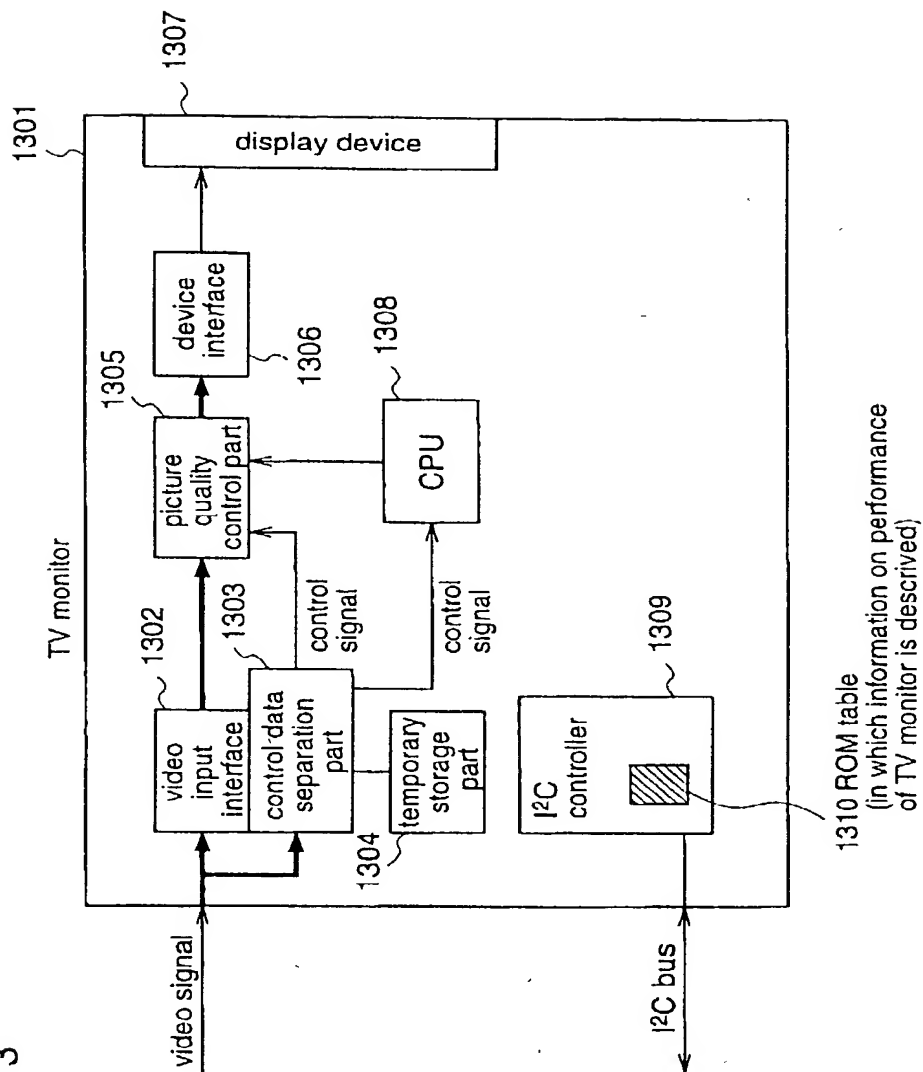 3
TV monitor
1301
video signal
video
input
interface
1302
control data
separation
part
1303
temporary
storage
part
1304
control
signal
control
signal
picture
quality
control part
1305
device
interface
1306
display device
1307
CPU
1308
I²C
controller
1309
I²C bus
1310 ROM table
(in which information on performance
of TV monitor is descrived)